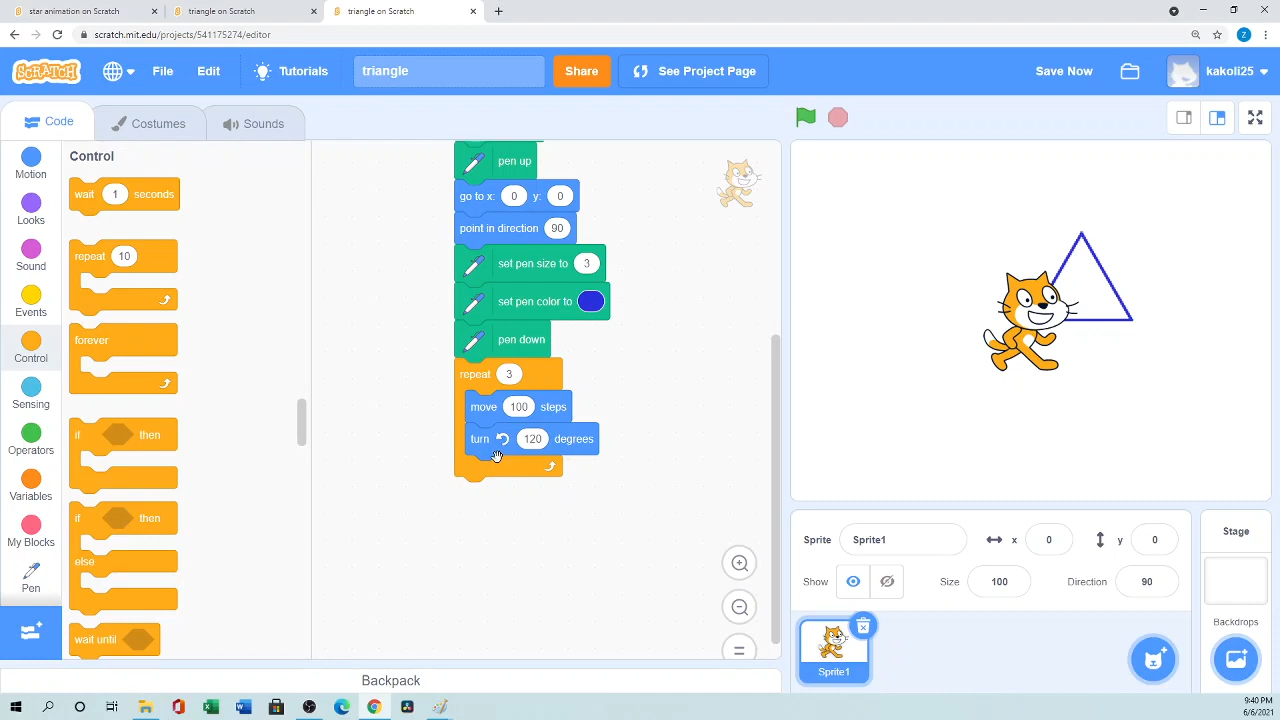 star animation on Scratch
triangle on Scratch
triangle on Scratch
scratch.mit.edu/projects/541175274/editor
Z
SCRATCH
File
Edit
Tutorials
triangle
Share
See Project Page
Save Now
kakoli25
Code
Costumes
Sounds
Motion
Looks
Sound
Events
Control
Sensing
Operators
Variables
My Blocks
Pen
Control
wait 1 seconds
repeat 10
forever
if then
if then
else
wait until
pen up
go to x: 0 y: 0
point in direction 90
set pen size to 3
set pen color to
pen down
repeat 3
move 100 steps
turn 120 degrees
Backpack
Sprite Sprite1 x 0 y 0
Show Size 100 Direction 90
Sprite1
Stage
Backdrops
9:40 PM
6/6/2021